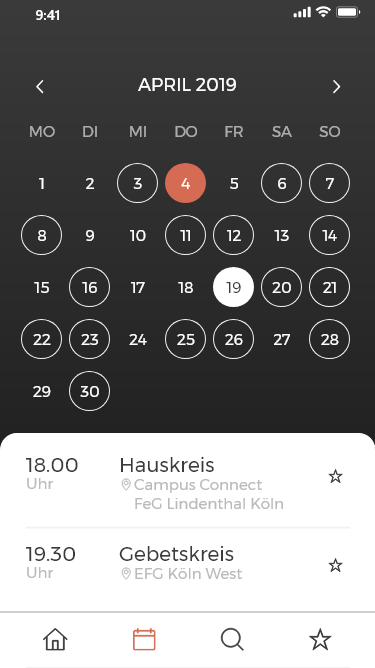 9:41
APRIL 2019
MO DI MI DO FR SA SO
1 2 3 4 5 6 7
8 9 10 11 12 13 14
15 16 17 18 19 20 21
22 23 24 25 26 27 28
29 30
18.00 Hauskreis
Uhr Campus Connect
FeG Lindenthal Köln
19.30 Gebetskreis
Uhr EFG Köln West